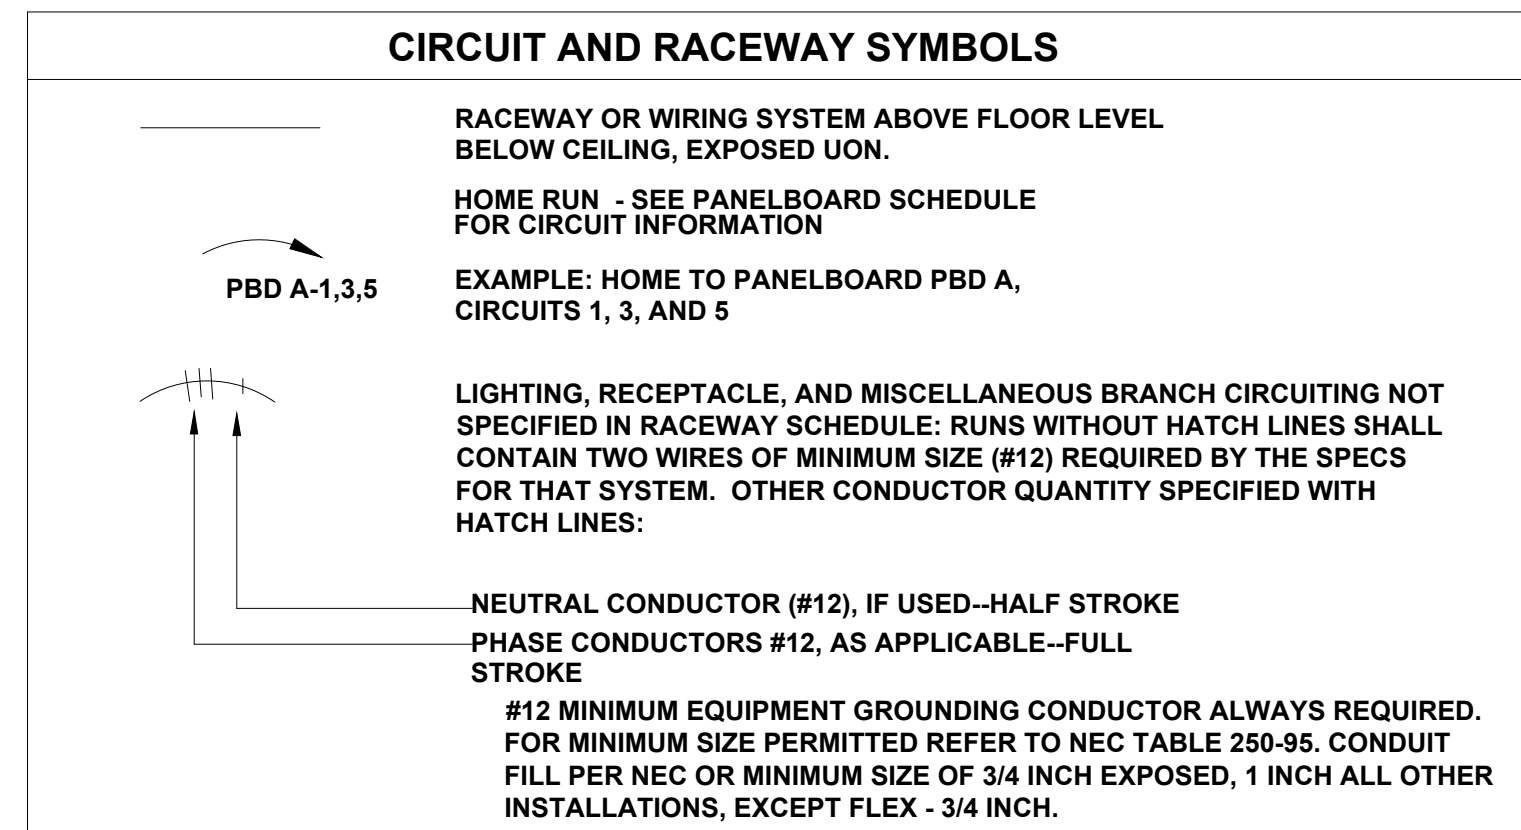 CIRCUIT AND RACEWAY SYMBOLS
RACEWAY OR WIRING SYSTEM ABOVE FLOOR LEVEL
BELOW CEILING, EXPOSED UON.
HOME RUN - SEE PANELBOARD SCHEDULE
FOR CIRCUIT INFORMATION
PBD A-1,3,5
EXAMPLE: HOME TO PANELBOARD PBD A,
CIRCUITS 1, 3, AND 5
LIGHTING, RECEPTACLE, AND MISCELLANEOUS BRANCH CIRCUITING NOT
SPECIFIED IN RACEWAY SCHEDULE: RUNS WITHOUT HATCH LINES SHALL
CONTAIN TWO WIRES OF MINIMUM SIZE (#12) REQUIRED BY THE SPECS
FOR THAT SYSTEM. OTHER CONDUCTOR QUANTITY SPECIFIED WITH
HATCH LINES:
NEUTRAL CONDUCTOR (#12), IF USED--HALF STROKE
PHASE CONDUCTORS #12, AS APPLICABLE--FULL
STROKE
#12 MINIMUM EQUIPMENT GROUNDING CONDUCTOR ALWAYS REQUIRED.
FOR MINIMUM SIZE PERMITTED REFER TO NEC TABLE 250-95. CONDUIT
FILL PER NEC OR MINIMUM SIZE OF 3/4 INCH EXPOSED, 1 INCH ALL OTHER
INSTALLATIONS, EXCEPT FLEX - 3/4 INCH.